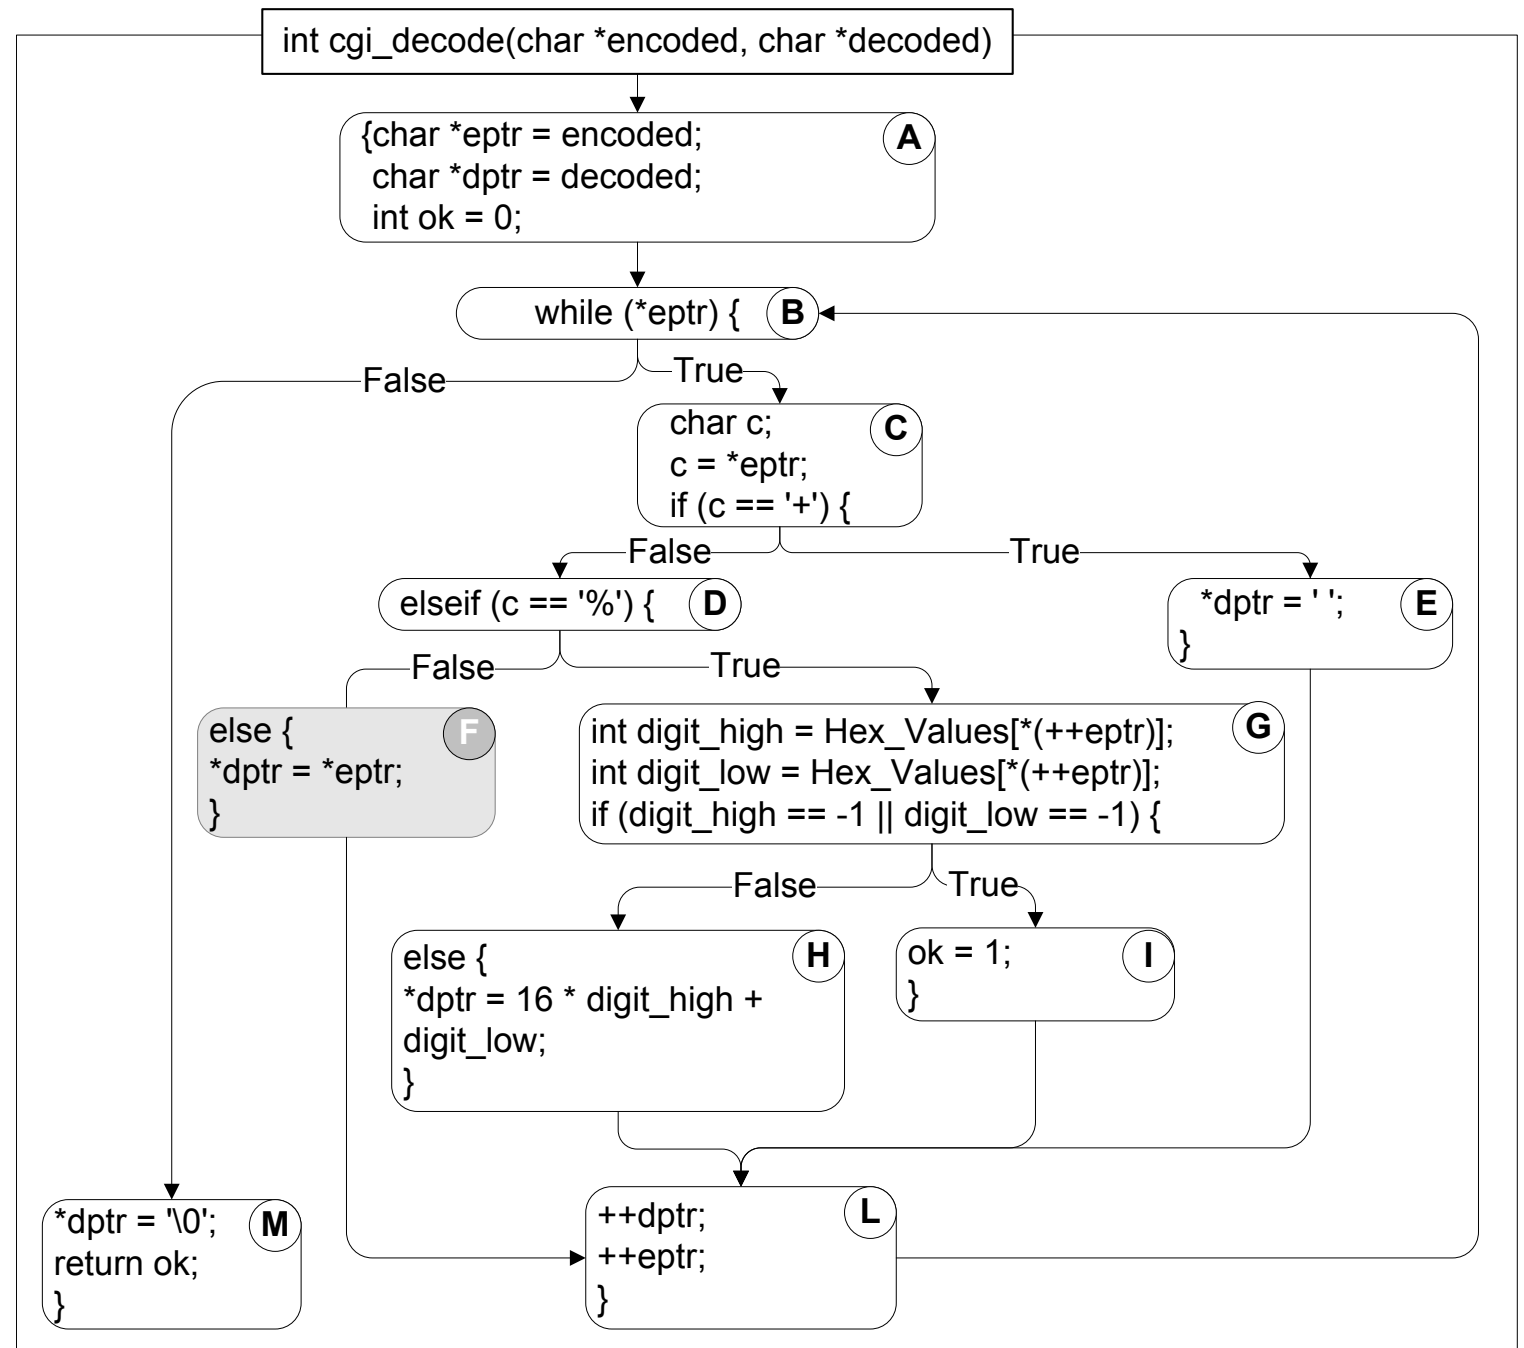 int cgi_decode(char *encoded, char *decoded)
{char *eptr = encoded;
char *dptr = decoded;
int ok = 0;
A
while (*eptr) {
B
False
True
char c;
c = *eptr;
if (c == '+') {
C
False
True
elseif (c == '%') {
D
*dptr = ' ';
}
E
False
True
else {
*dptr = *eptr;
}
F
int digit_high = Hex_Values[*(++eptr)];
int digit_low = Hex_Values[*(++eptr)];
if (digit_high == -1 || digit_low == -1) {
G
False
True
else {
*dptr = 16 * digit_high +
digit_low;
}
H
ok = 1;
}
I
*dptr = '\0';
return ok;
}
M
++dptr;
++eptr;
}
L